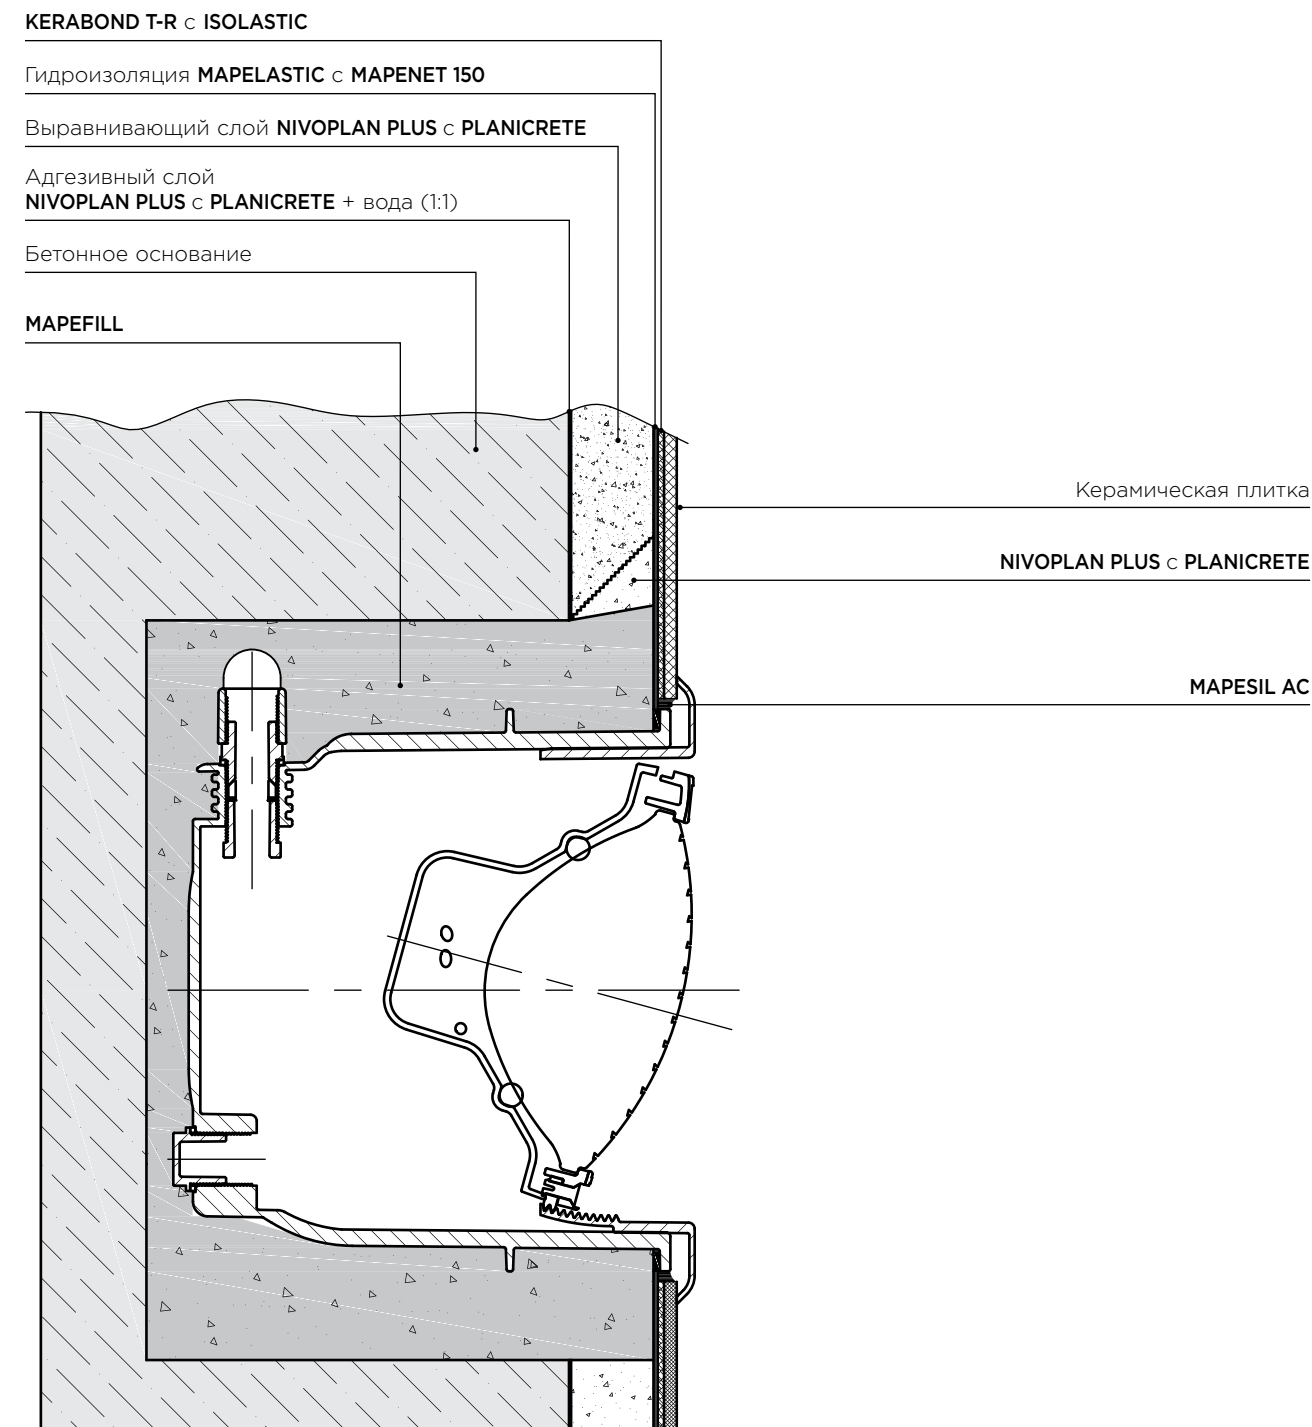 KERABOND T-R с ISOLASTIC
Гидроизоляция MAPELASTIC с MAPENET 150
Выравнивающий слой NIVOPLAN PLUS с PLANICRETE
Адгезивный слой
NIVOPLAN PLUS с PLANICRETE + вода (1:1)
Бетонное основание
MAPEFILL
Керамическая плитка
NIVOPLAN PLUS с PLANICRETE
MAPESIL AC